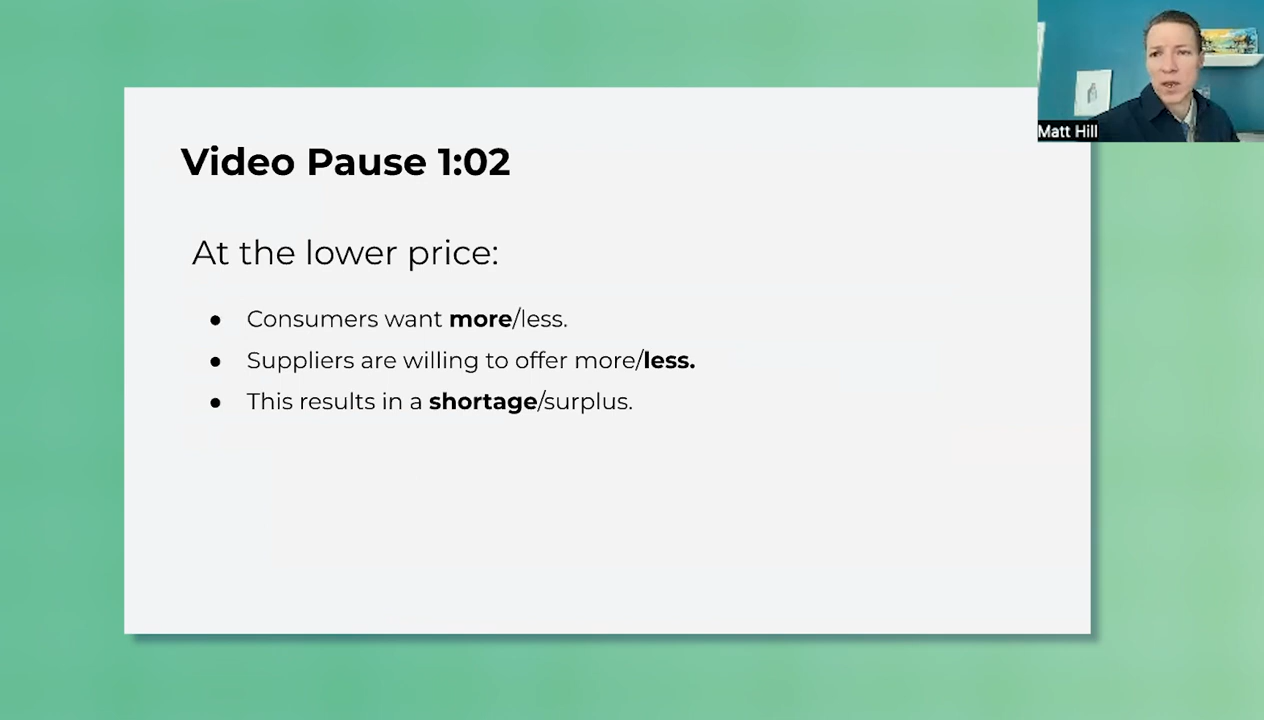 Video Pause 1:02
At the lower price:
● Consumers want more/less.
● Suppliers are willing to offer more/less.
● This results in a shortage/surplus.
Matt Hill